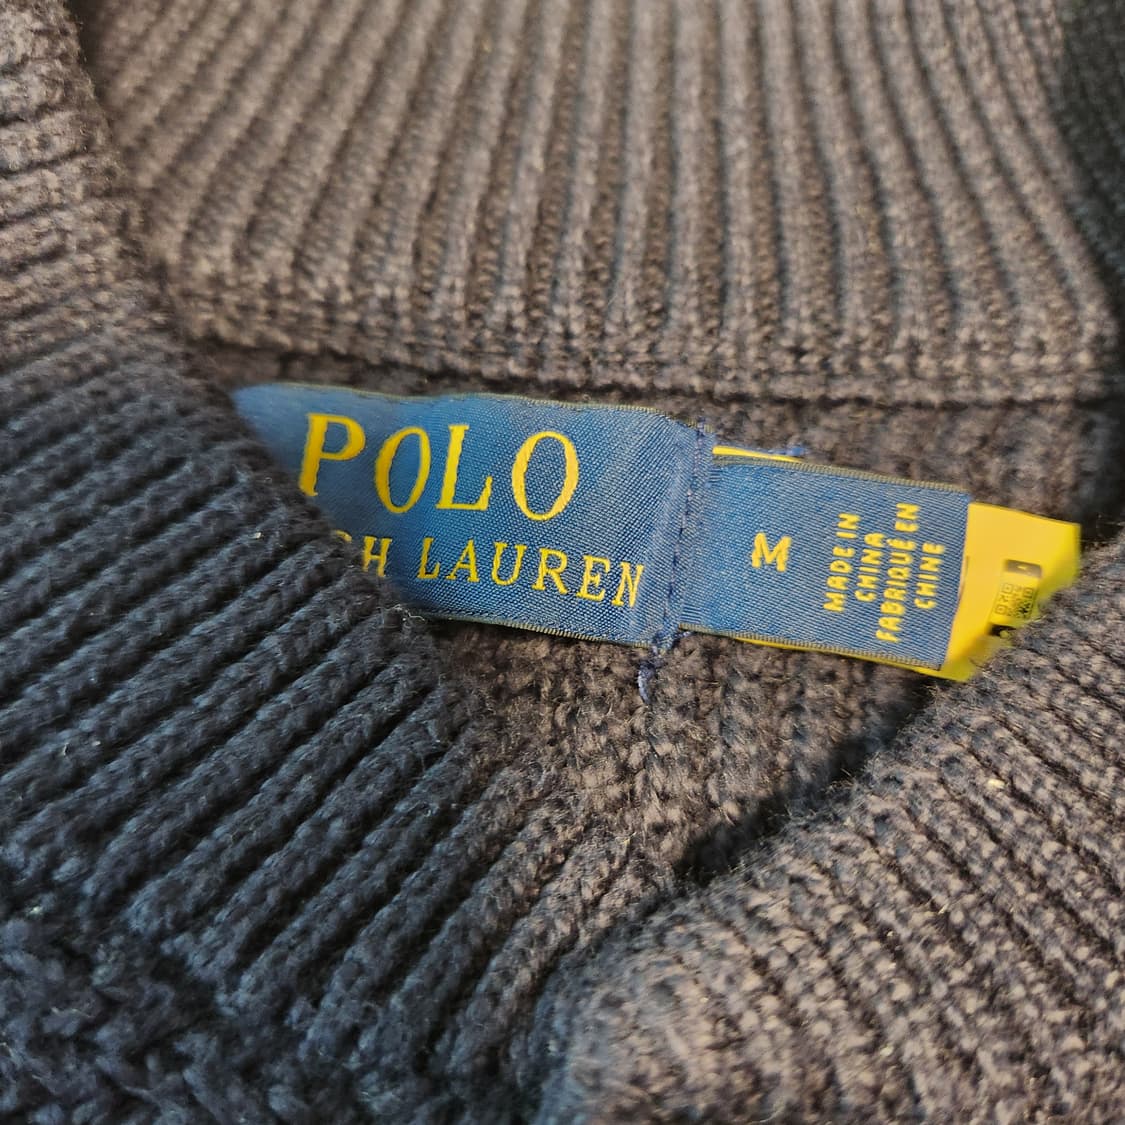 POLO
LAUREN
M
MADE IN
CHINA
FABRIQUÉ EN
CHINE